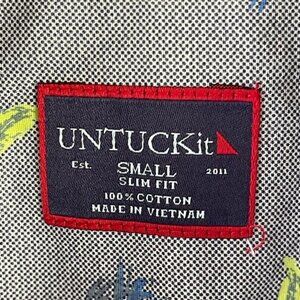 UNTUCKit
Est. SMALL 2011
SLIM FIT
100% COTTON
MADE IN VIETNAM